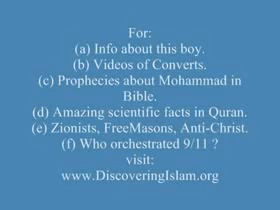 For:
(a) Info about this boy.
(b) Videos of Converts.
(c) Prophecies about Mohammad in
Bible.
(d) Amazing scientific facts in Quran.
(e) Zionists, FreeMasons, Anti-Christ.
(f) Who orchestrated 9/11 ?
visit:
www.DiscoveringIslam.org